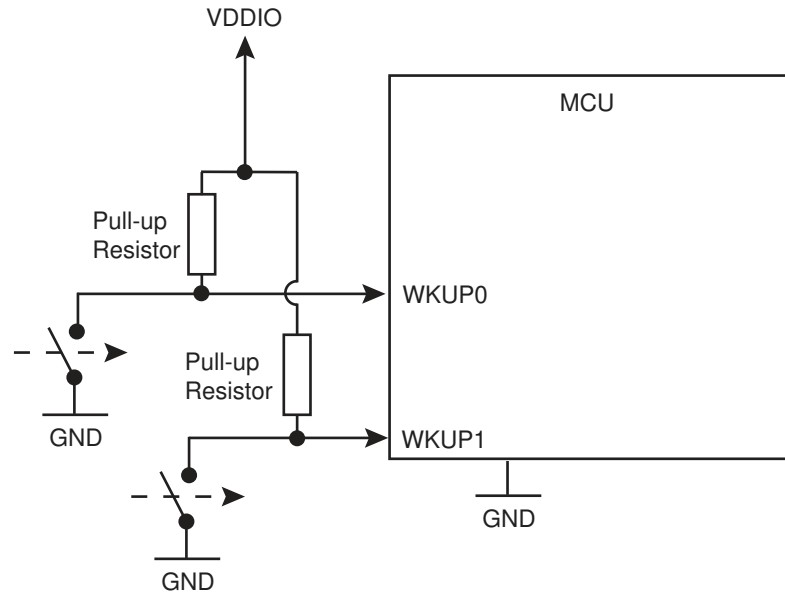 VDDIO
MCU
Pull-up
Resistor
WKUP0
Pull-up
Resistor
GND
WKUP1
GND
GND